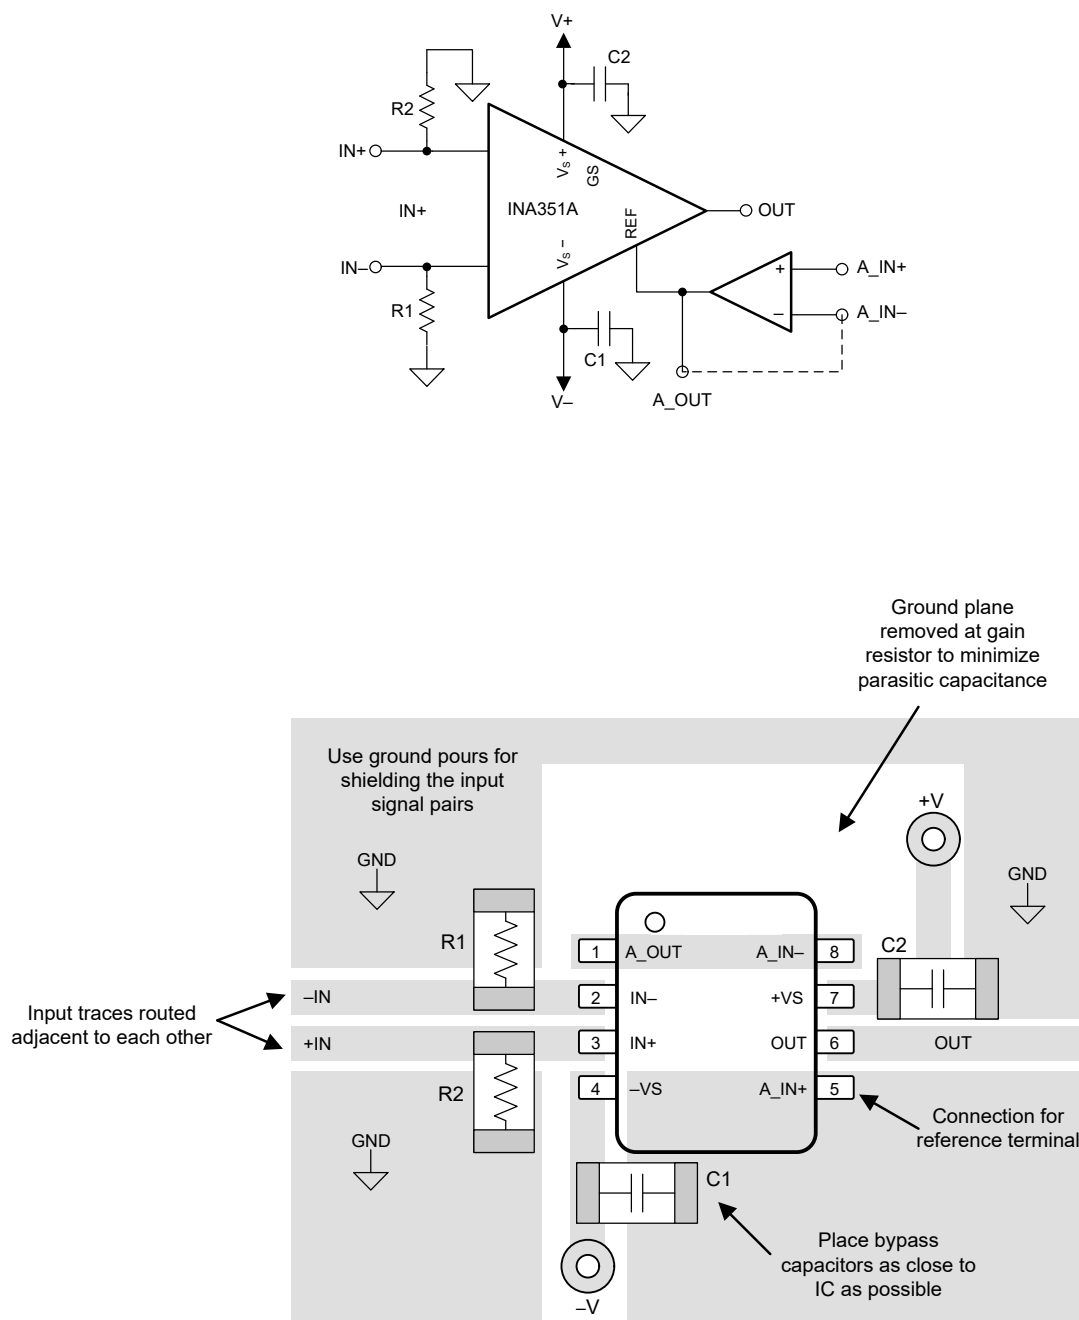 V+
C2
R2
IN+
VS +
GS
IN+
INA351A
OUT
REF
VS –
IN–
R1
+
A_IN+
–
A_IN–
C1
A_OUT
V–
Ground plane
removed at gain
resistor to minimize
parasitic capacitance
Use ground pours for
shielding the input
signal pairs
+V
GND
GND
R1
C2
1
A_OUT
A_IN–
8
–IN
2
IN–
+VS
7
Input traces routed
adjacent to each other
+IN
3
IN+
OUT
6
OUT
R2
4
–VS
A_IN+
5
Connection for
reference terminal
GND
C1
Place bypass
capacitors as close to
IC as possible
–V